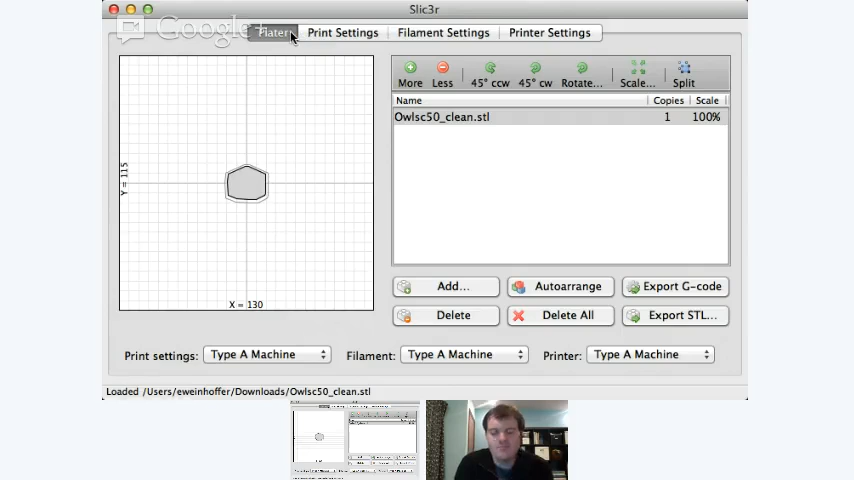 Slic3r
Google+
Plater
Print Settings
Filament Settings
Printer Settings
More
Less
45° ccw
45° cw
Rotate...
Scale...
Split
Name
Copies
Scale
Owlsc50_clean.stl
1
100%
Y = 115
X = 130
Add...
Autoarrange
Export G-code
Delete
Delete All
Export STL...
Print settings:
Type A Machine
Filament:
Type A Machine
Printer:
Type A Machine
Loaded /Users/eweinhoffer/Downloads/Owlsc50_clean.stl